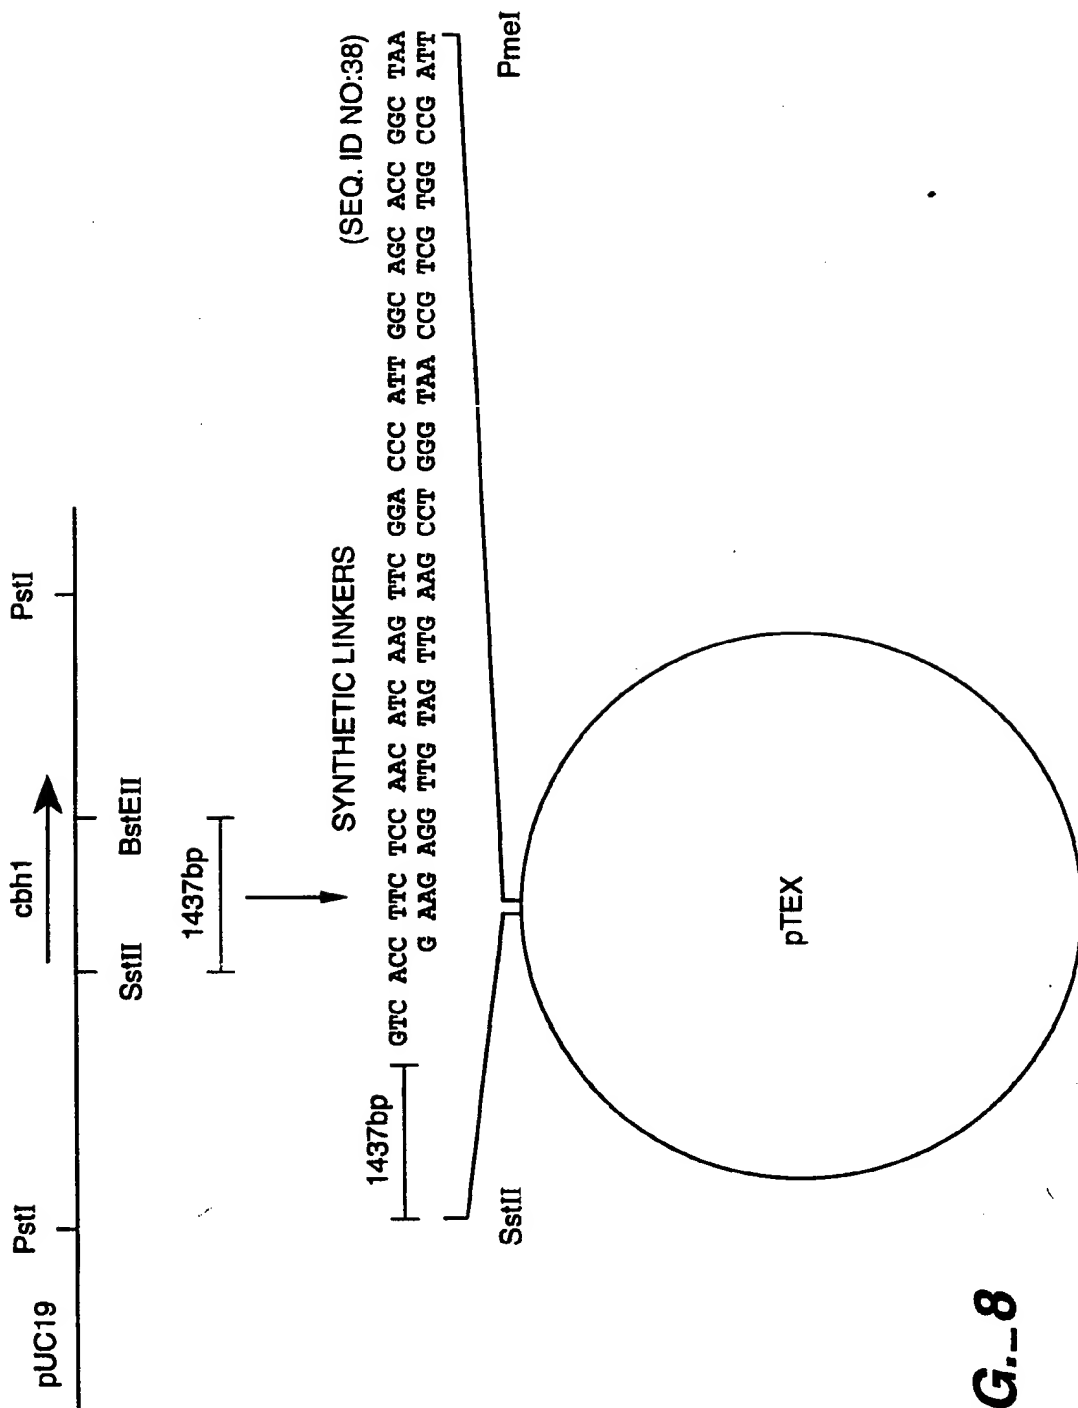 pUC19
PstI
cbh1
PstI
SstII
BstEII
1437bp
SYNTHETIC LINKERS
(SEQ. ID NO:38)
1437bp
GTC ACC TTC TCC AAC ATC AAG TTC GGA CCC ATT GGC AGC ACC GGC TAA
G AAG AGG TTG TAG TTG AAG CCT GGG TAA CCG TCG TGG CCG ATT
SstII
PmeI
pTEX
G._8